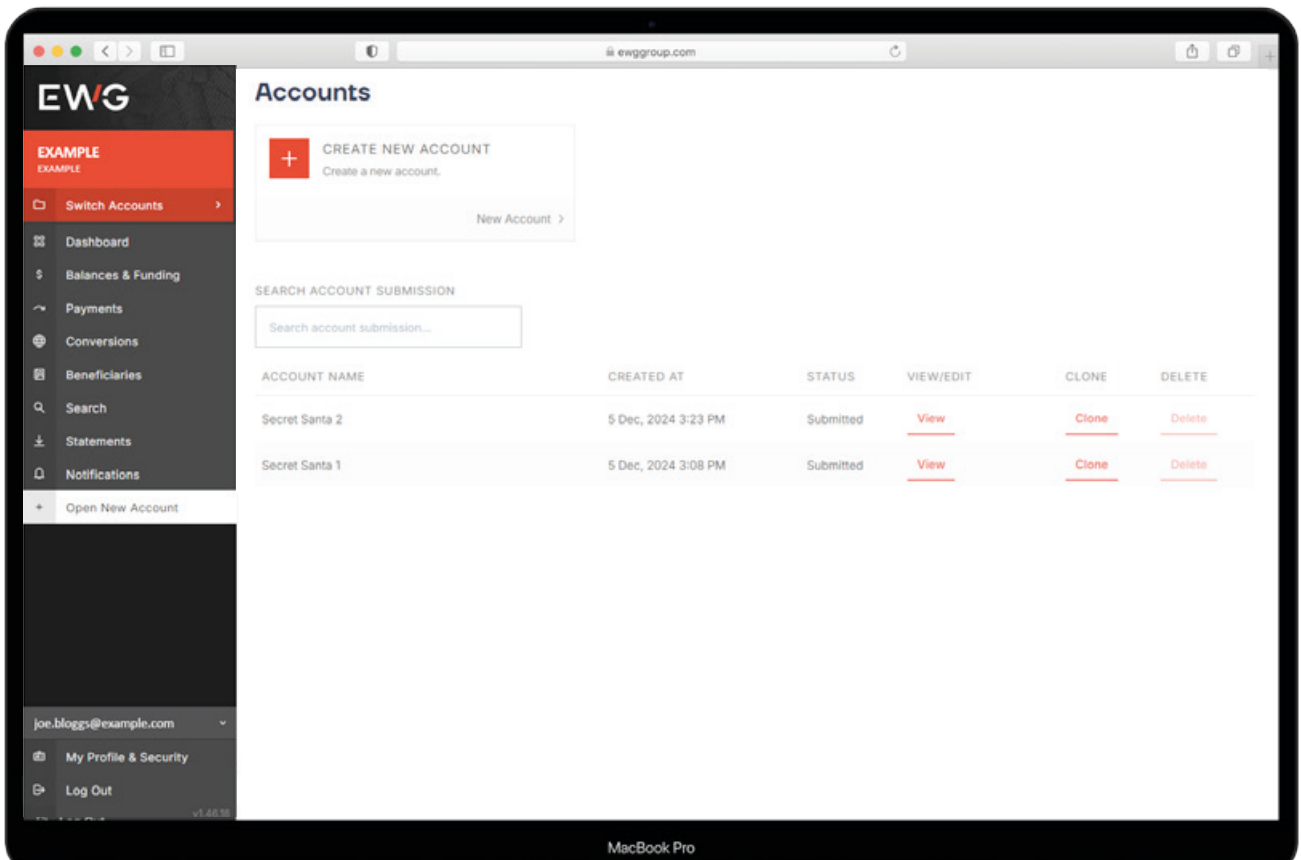 ewggroup.com
EWG
EXAMPLE
EXAMPLE
Switch Accounts
Dashboard
Balances & Funding
Payments
Conversions
Beneficiaries
Search
Statements
Notifications
Open New Account
joe.bloggs@example.com
My Profile & Security
Log Out
v1.46.18
Accounts
CREATE NEW ACCOUNT
Create a new account.
New Account >
SEARCH ACCOUNT SUBMISSION
Search account submission...
ACCOUNT NAME CREATED AT STATUS VIEW/EDIT CLONE DELETE
Secret Santa 2 5 Dec, 2024 3:23 PM Submitted View Clone Delete
Secret Santa 1 5 Dec, 2024 3:08 PM Submitted View Clone Delete
MacBook Pro